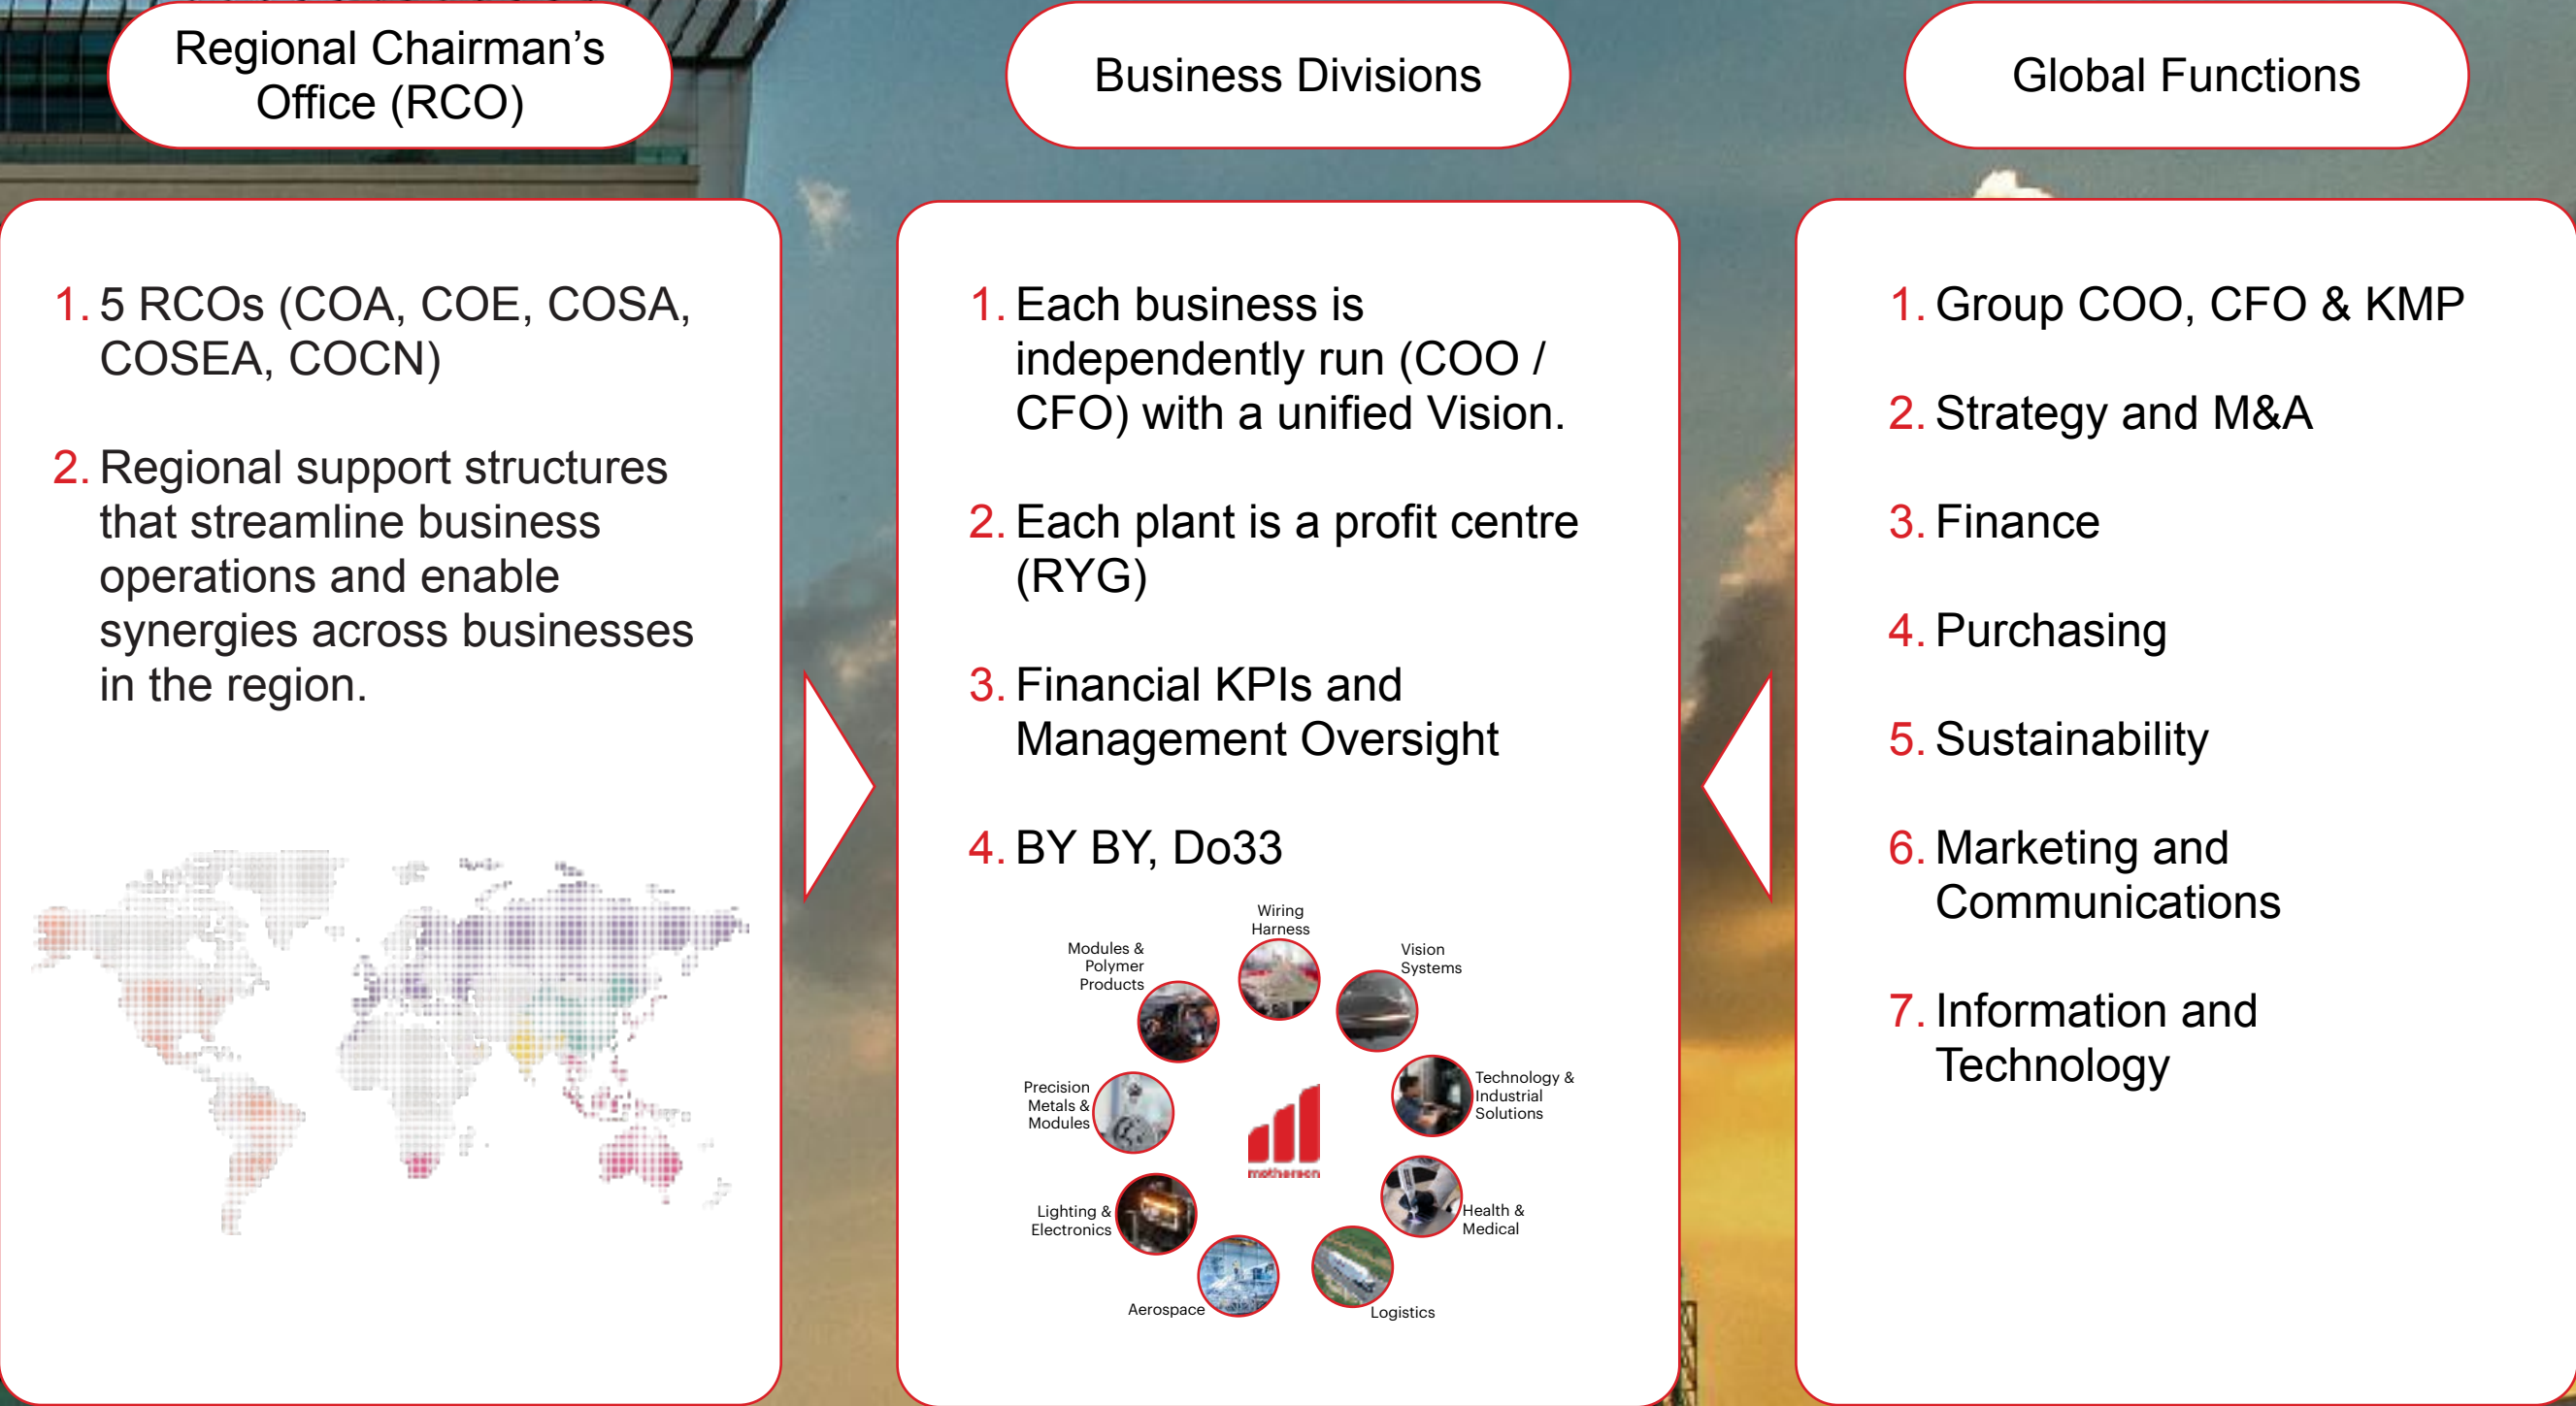 Regional Chairman’s
Office (RCO)
1. 5 RCOs (COA, COE, COSA,
COSEA, COCN)
2. Regional support structures
that streamline business
operations and enable
synergies across businesses
in the region.
Business Divisions
1. Each business is
independently run (COO /
CFO) with a unified Vision.
2. Each plant is a profit centre
(RYG)
3. Financial KPIs and
Management Oversight
4. BY BY, Do33
Wiring
Harness
Vision
Systems
Technology &
Industrial
Solutions
Health &
Medical
Logistics
Aerospace
Lighting &
Electronics
Precision
Metals &
Modules
Modules &
Polymer
Products
motherson
Global Functions
1. Group COO, CFO & KMP
2. Strategy and M&A
3. Finance
4. Purchasing
5. Sustainability
6. Marketing and
Communications
7. Information and
Technology